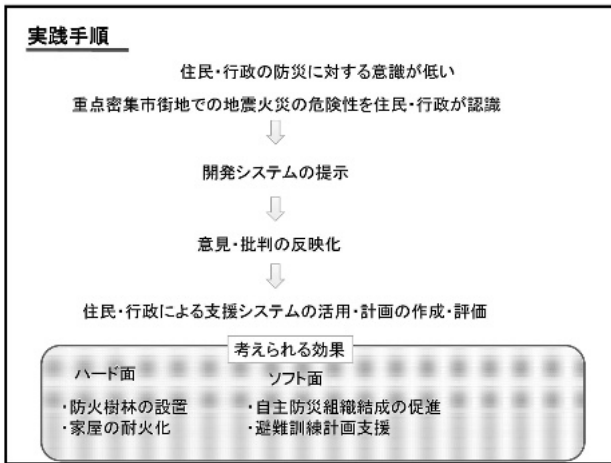 実践手順
住民・行政の防災に対する意識が低い
重点密集市街地での地震火災の危険性を住民・行政が認識
開発システムの提示
意見・批判の反映化
住民・行政による支援システムの活用・計画の作成・評価
考えられる効果
ハード面
・防火樹林の設置
・家屋の耐火化
ソフト面
・自主防災組織結成の促進
・避難訓練計画支援